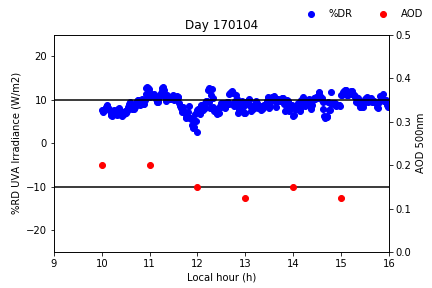 %DR AOD
Day 170104
%RD UVA Irradiance (W/m2)
20
10
0
−10
−20
0.5
0.4
0.3
0.2
0.1
0.0
AOD 500nm
9 10 11 12 13 14 15 16
Local hour (h)